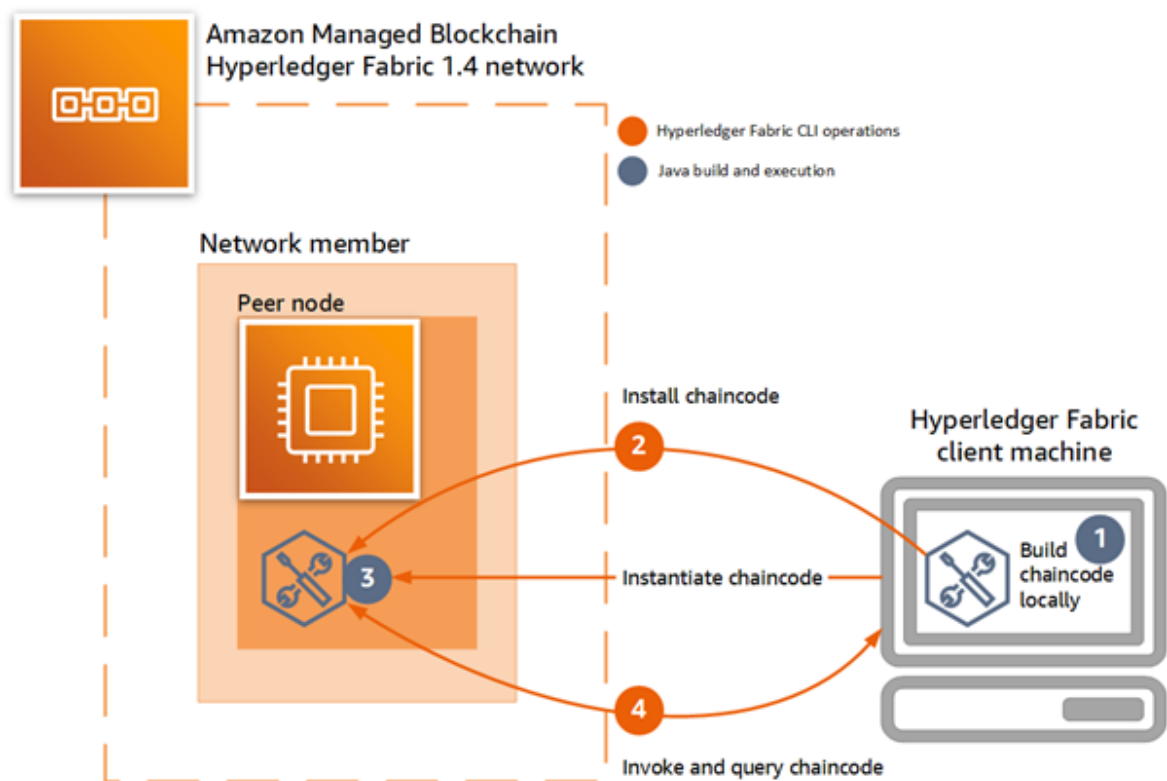 Amazon Managed Blockchain
Hyperledger Fabric 1.4 network
Hyperledger Fabric CLI operations
Java build and execution
Network member
Peer node
Install chaincode
2
Hyperledger Fabric
client machine
1
Build
chaincode
locally
3
Instantiate chaincode
4
Invoke and query chaincode